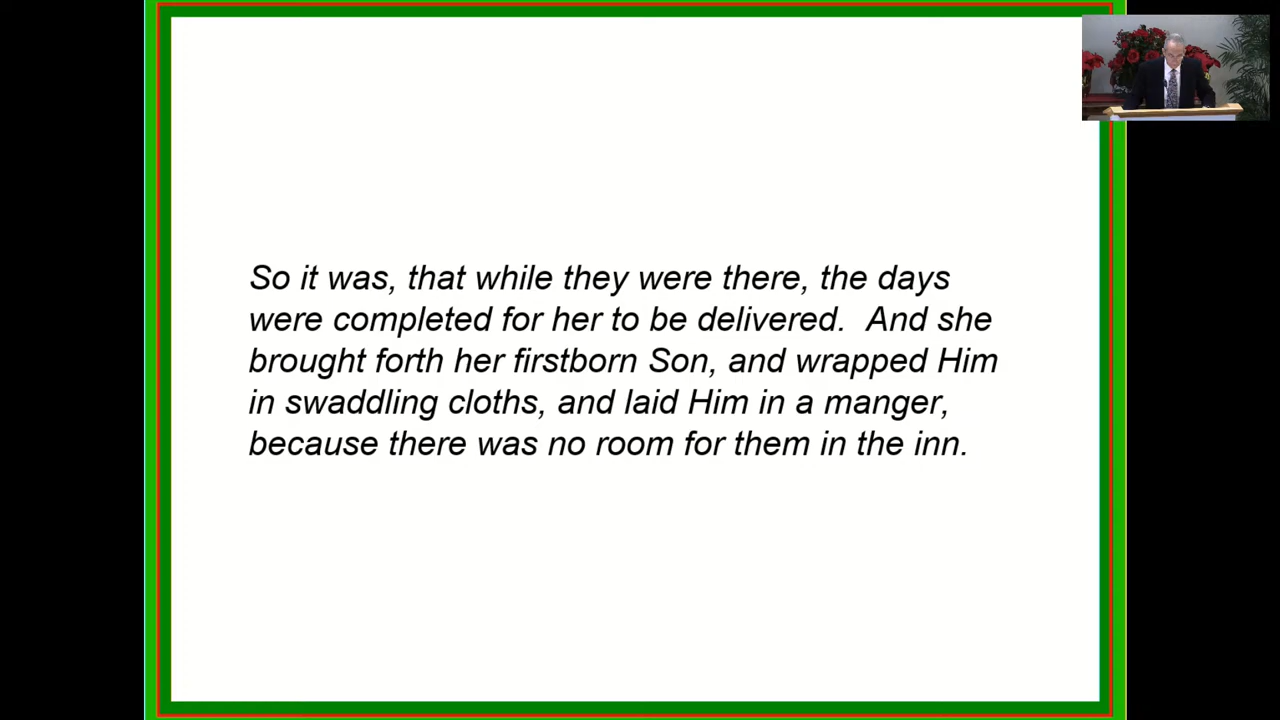 So it was, that while they were there, the days
were completed for her to be delivered.  And she
brought forth her firstborn Son, and wrapped Him
in swaddling cloths, and laid Him in a manger,
because there was no room for them in the inn.